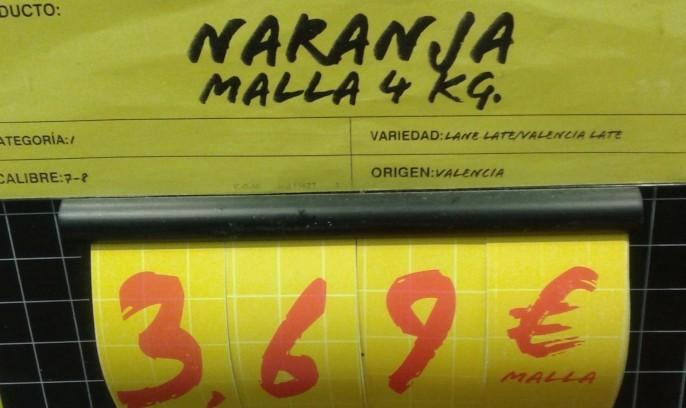 DUCTO:
NARANJA
MALLA 4 KG.
ATEGORÍA:1
VARIEDAD:LANE LATE/VALENCIA LATE
CALIBRE:7-8
ORIGEN:VALENCIA
3,69€
MALLA